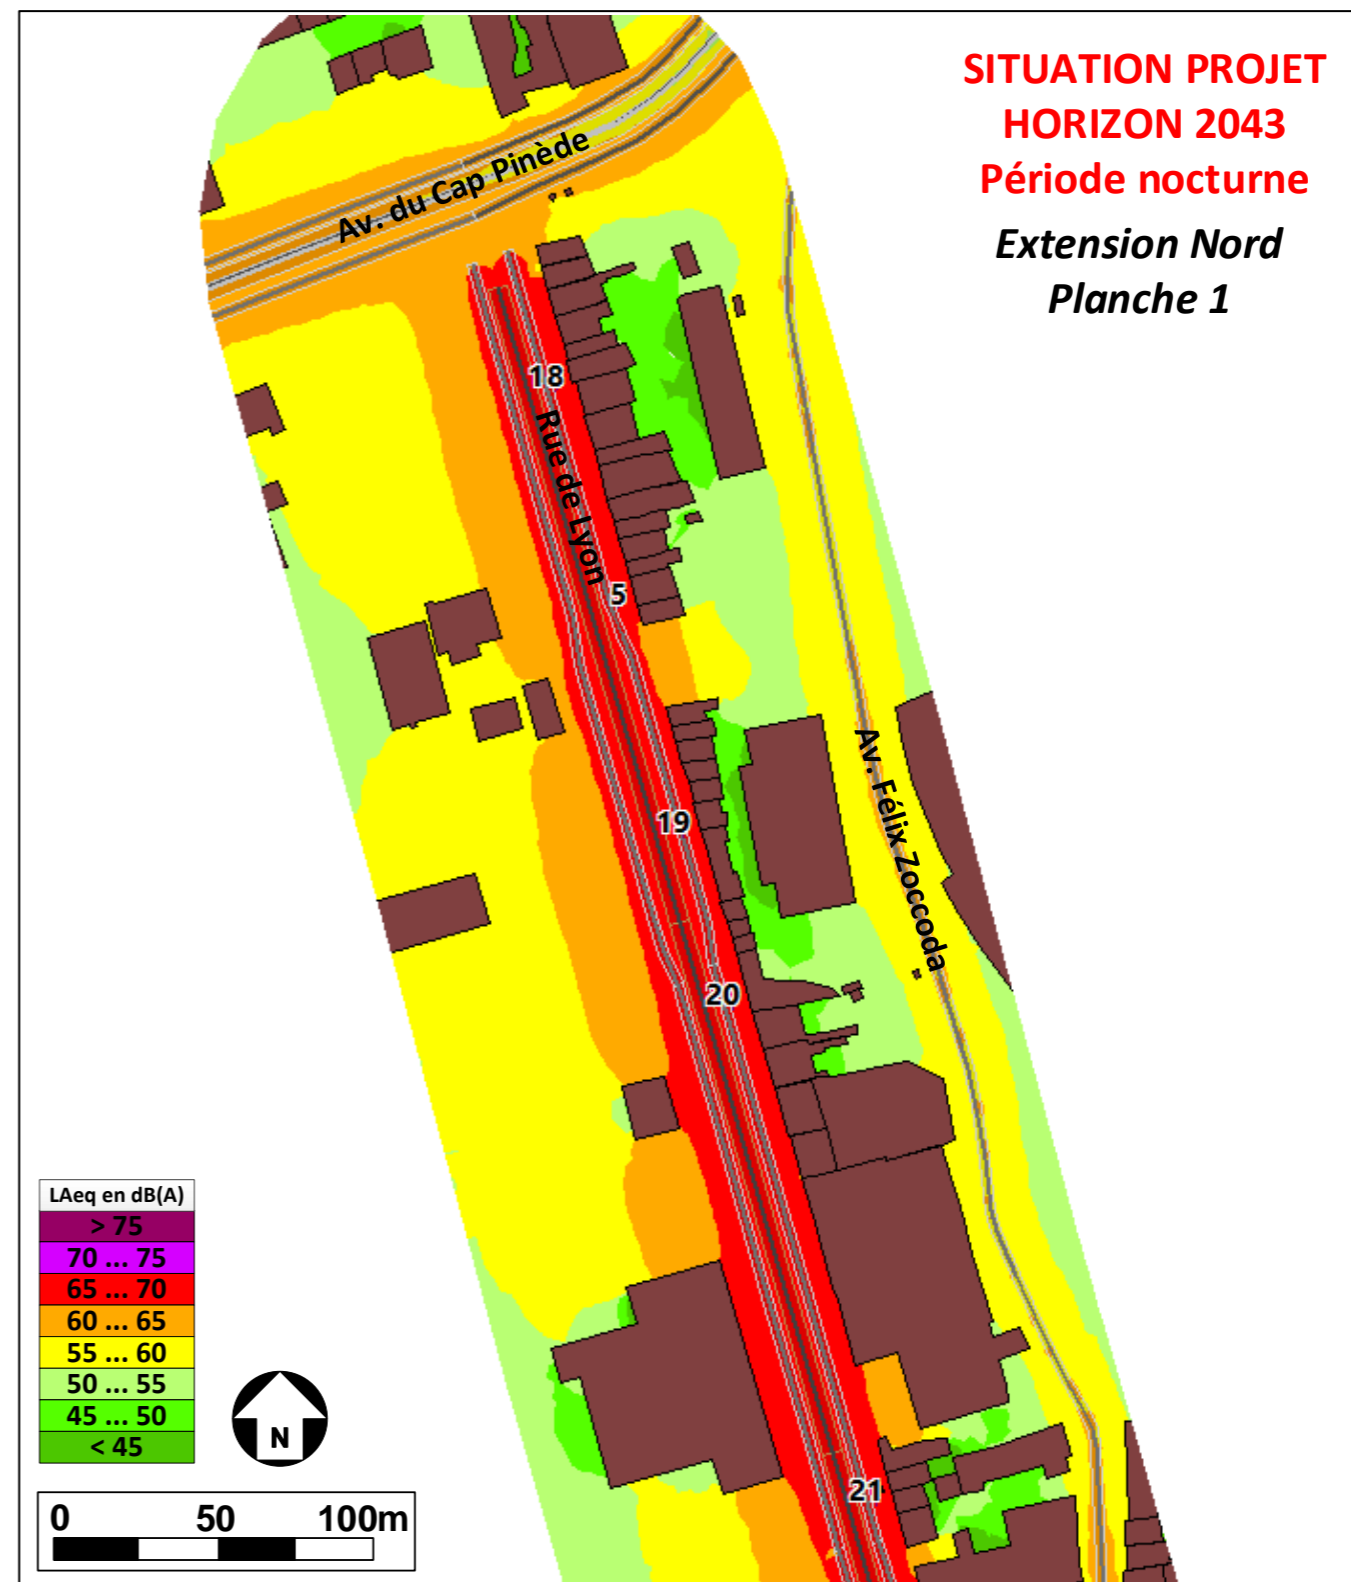 SITUATION PROJET
HORIZON 2043
Période nocturne
Extension Nord
Planche 1
Av. du Cap Pinède
18
Rue de Lyon
5
19
Av. Félix Zoccoda
20
21
LAeq en dB(A)
> 75
70 ... 75
65 ... 70
60 ... 65
55 ... 60
50 ... 55
45 ... 50
< 45
N
0 50 100m